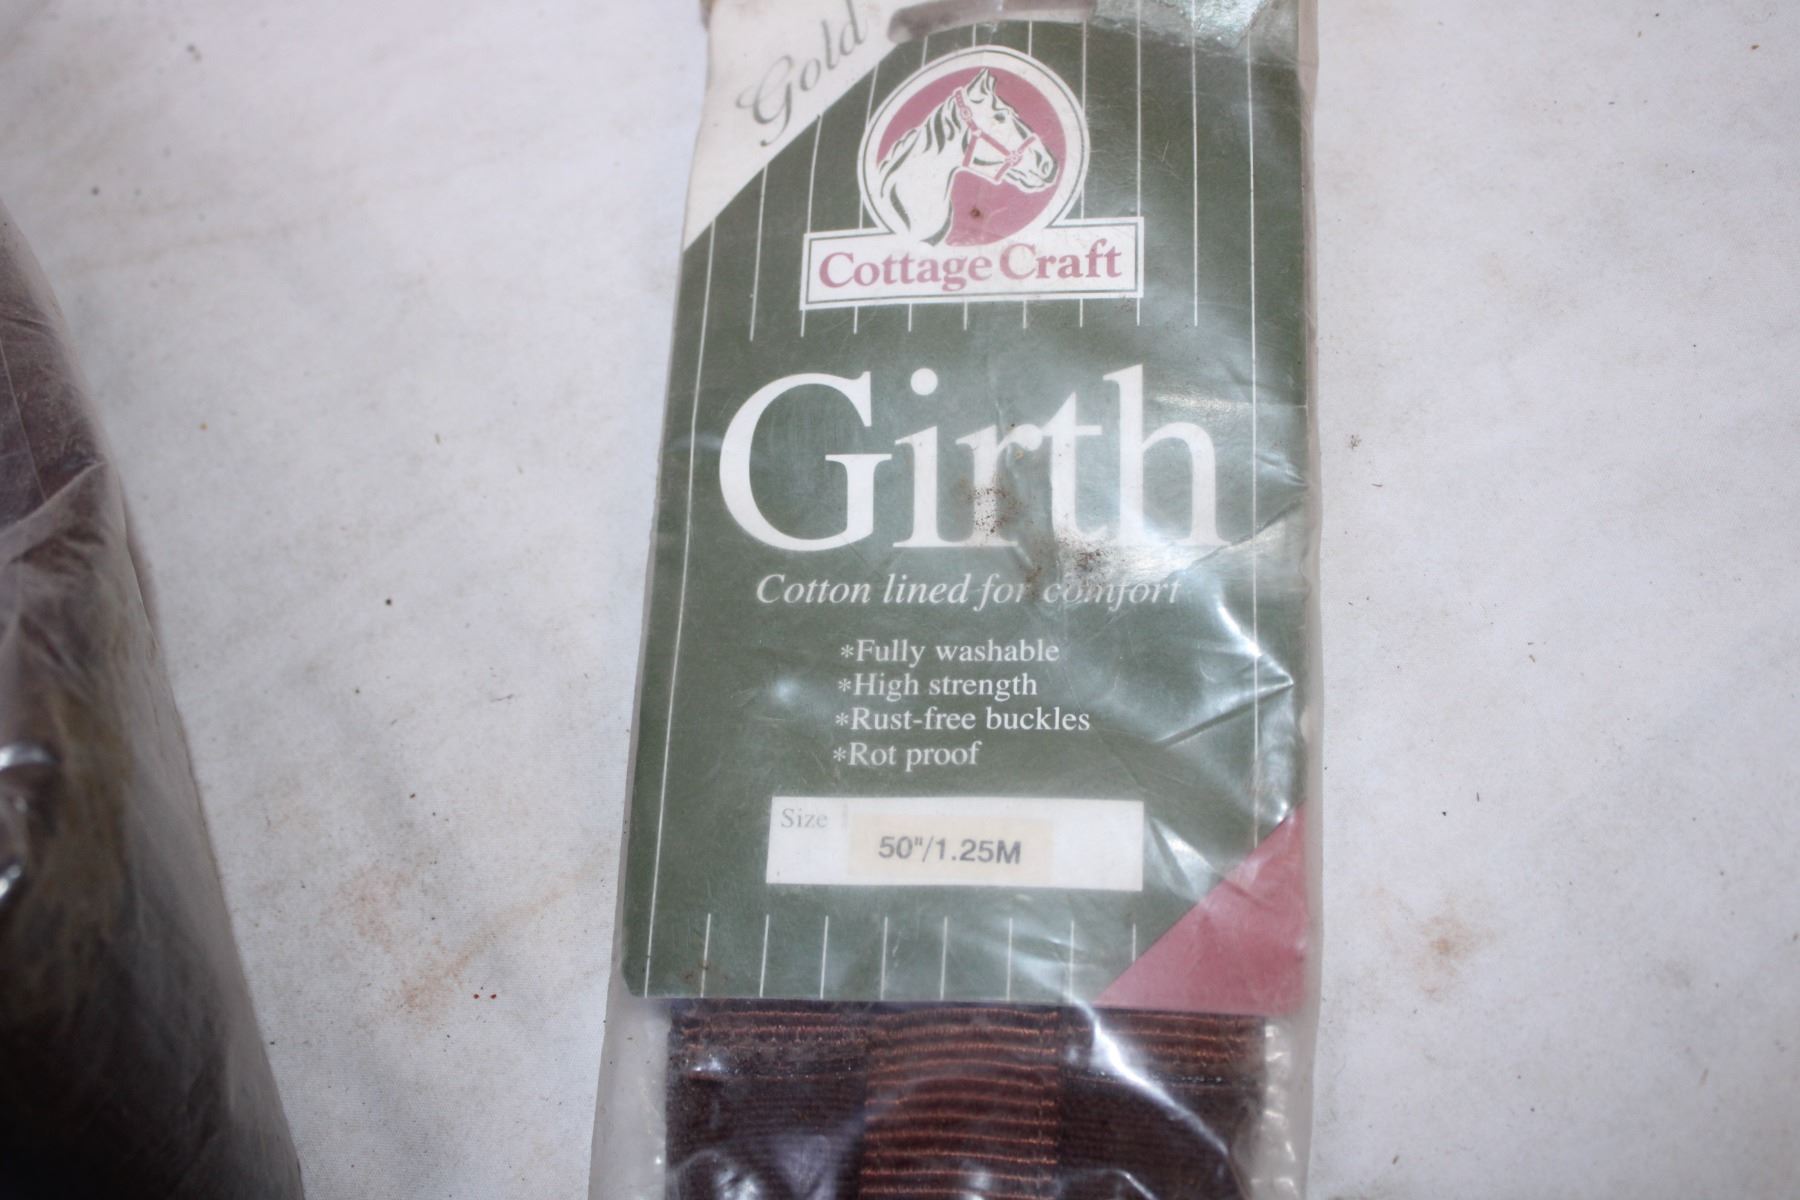 Gold
Cottage Craft
Girth
Cotton lined for comfort
*Fully washable
*High strength
*Rust-free buckles
*Rot proof
Size
50"/1.25M